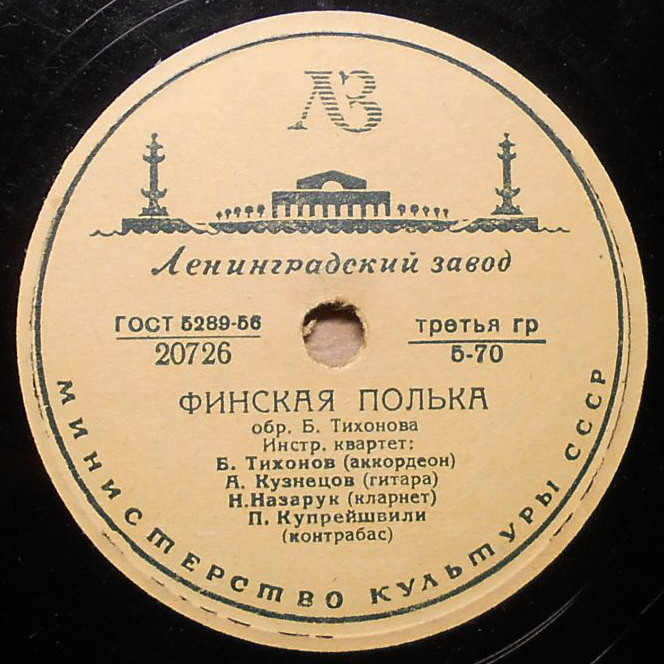 ЛЗ
Ленинградский завод
ГОСТ 5289-56
20726
третья гр
5-70
ФИНСКАЯ ПОЛЬКА
обр. Б. Тихонова
Инстр. квартет:
Б. Тихонов (аккордеон)
А. Кузнецов (гитара)
Н.Назарук (кларнет)
П. Купрейшвили
(контрабас)
МИНИСТЕРСТВО КУЛЬТУРЫ СССР